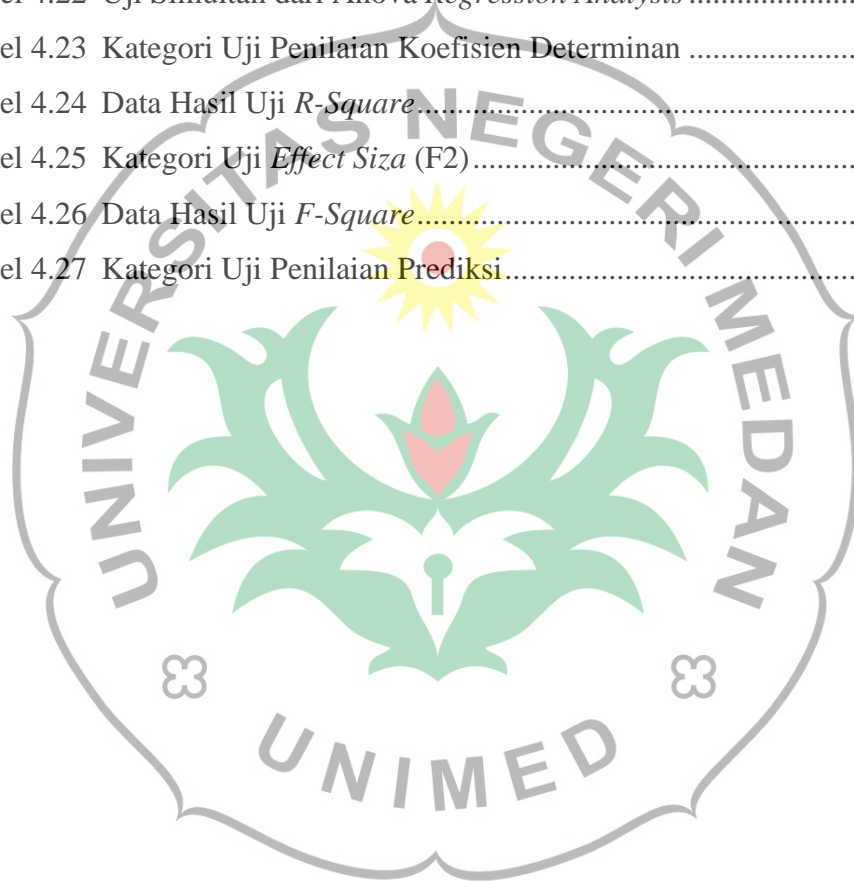 el 4.22 Uji Simultan dari Anova Regression Analysis ....................
el 4.23 Kategori Uji Penilaian Koefisien Determinan ....................
el 4.24 Data Hasil Uji R-Square....................
el 4.25 Kategori Uji Effect Siza (F2)....................
el 4.26 Data Hasil Uji F-Square....................
el 4.27 Kategori Uji Penilaian Prediksi....................
UNIVERSITAS NEGERI MEDAN
UNIMED